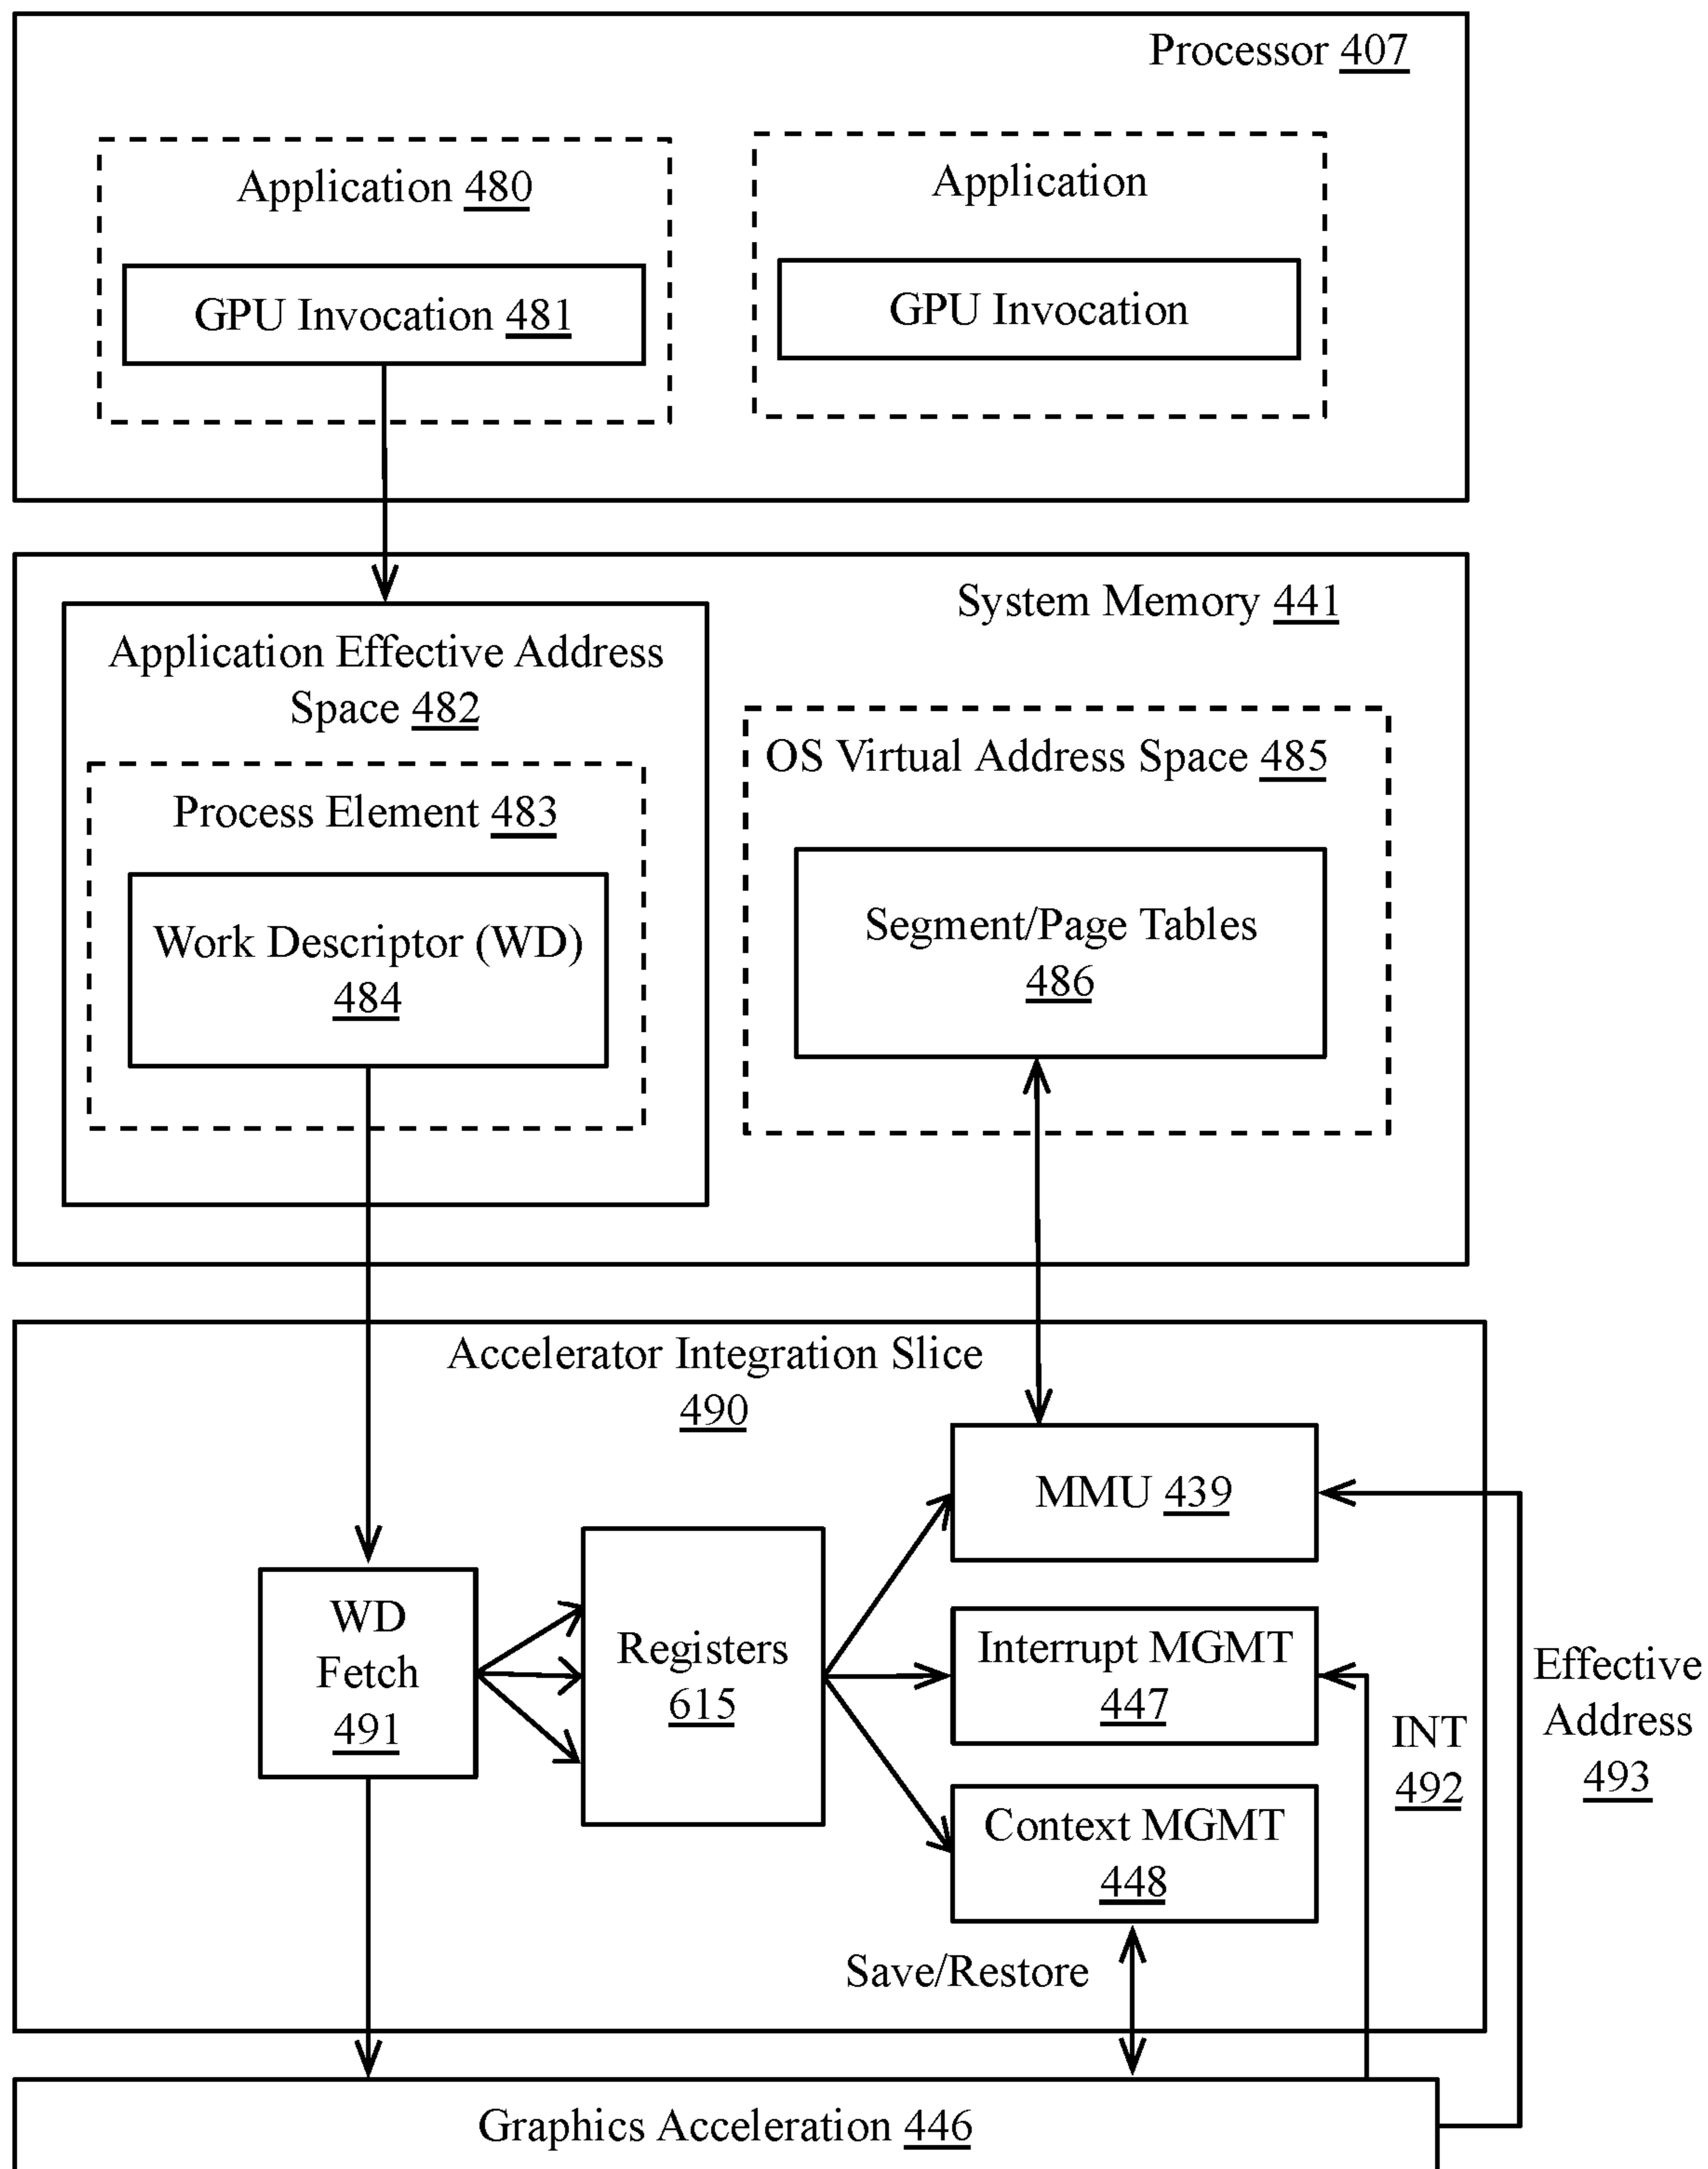 Processor 407
Application 480
GPU Invocation 481
Application
GPU Invocation
System Memory 441
Application Effective Address
Space 482
Process Element 483
Work Descriptor (WD)
484
OS Virtual Address Space 485
Segment/Page Tables
486
Accelerator Integration Slice
490
MMU 439
WD
Fetch
491
Registers
615
Interrupt MGMT
447
Context MGMT
448
INT
492
Effective
Address
493
Save/Restore
Graphics Acceleration 446